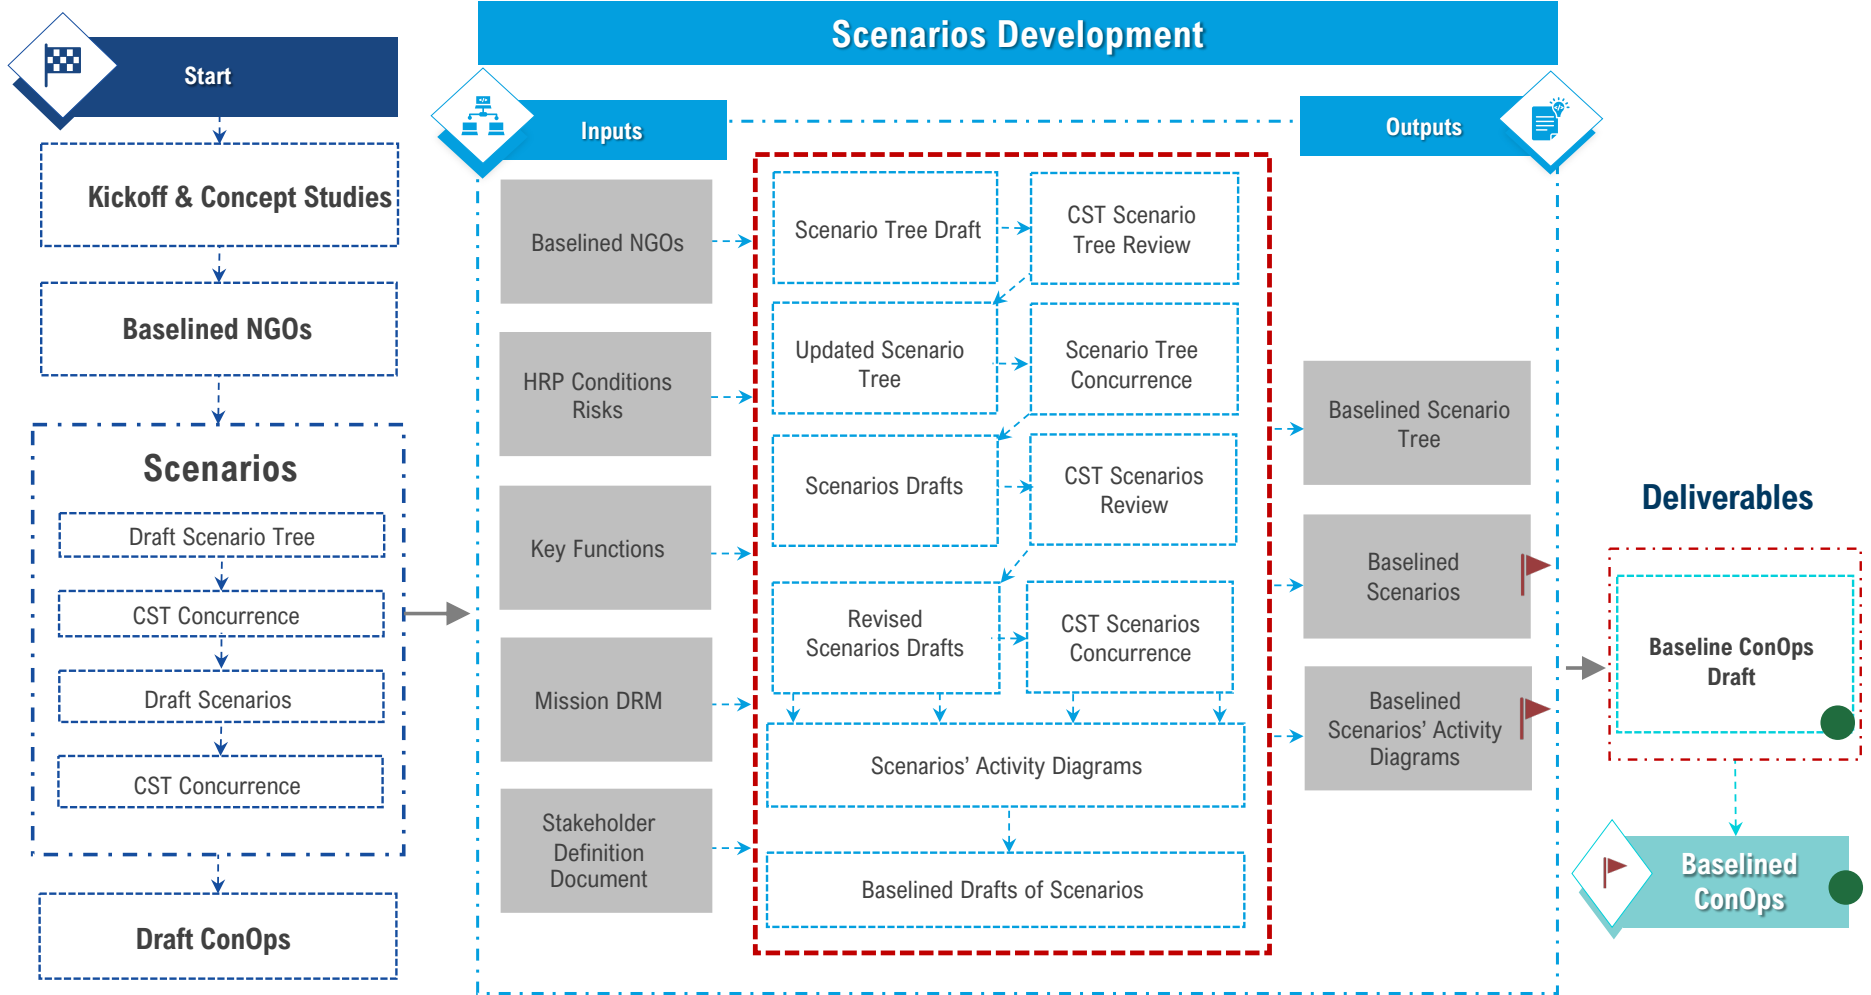 Scenarios Development
Start
Kickoff & Concept Studies
Baselined NGOs
Scenarios
Draft Scenario Tree
CST Concurrence
Draft Scenarios
CST Concurrence
Draft ConOps
Inputs
Baselined NGOs
HRP Conditions
Risks
Key Functions
Mission DRM
Stakeholder
Definition
Document
Scenario Tree Draft
CST Scenario
Tree Review
Updated Scenario
Tree
Scenario Tree
Concurrence
Scenarios Drafts
CST Scenarios
Review
Revised
Scenarios Drafts
CST Scenarios
Concurrence
Scenarios’ Activity Diagrams
Baselined Drafts of Scenarios
Outputs
Baselined Scenario
Tree
Baselined
Scenarios
Baselined
Scenarios’ Activity
Diagrams
Deliverables
Baseline ConOps
Draft
Baselined
ConOps